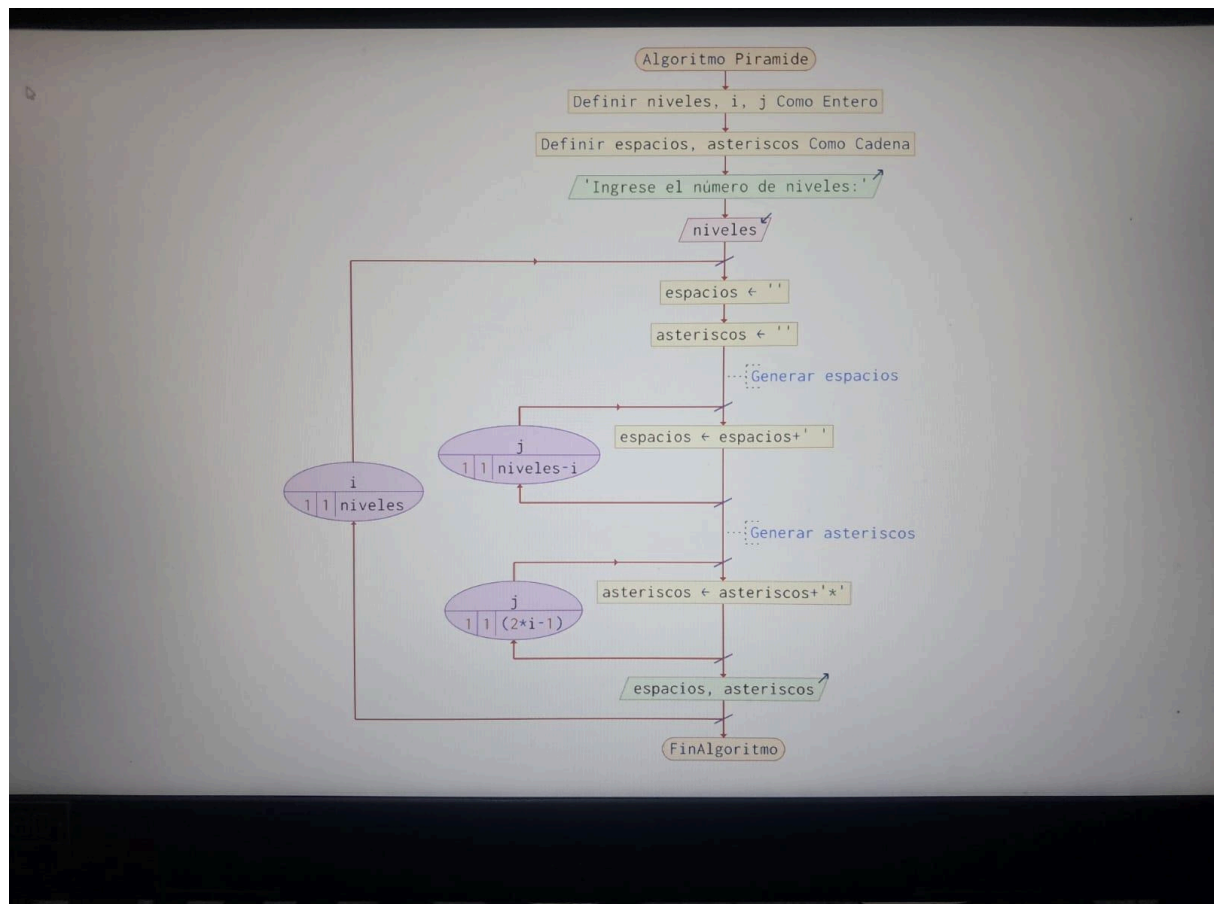 Algoritmo Piramide
Definir niveles, i, j Como Entero
Definir espacios, asteriscos Como Cadena
'Ingrese el número de niveles:'
niveles
espacios ← ''
asteriscos ← ''
Generar espacios
espacios ← espacios+' '
j
1 1 niveles-i
i
1 1 niveles
Generar asteriscos
asteriscos ← asteriscos+'*'
j
1 1 (2*i-1)
espacios, asteriscos
FinAlgoritmo